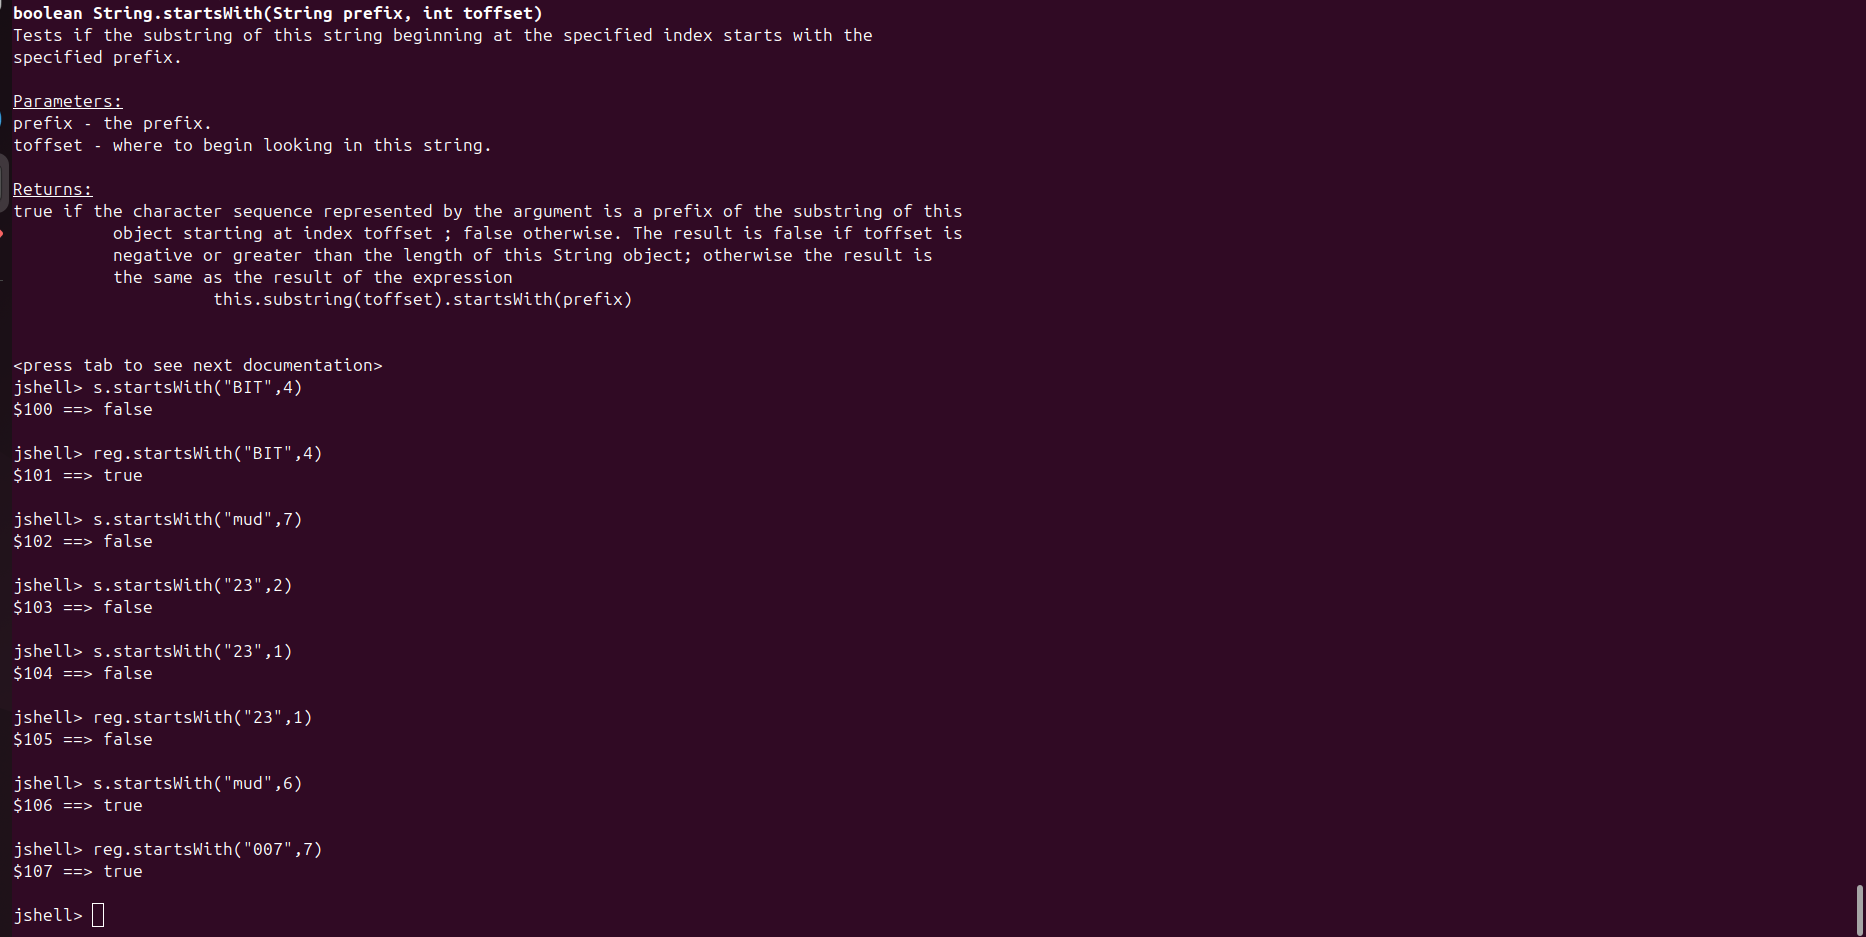 boolean String.startsWith(String prefix, int toffset)
Tests if the substring of this string beginning at the specified index starts with the
specified prefix.
Parameters:
prefix - the prefix.
toffset - where to begin looking in this string.
Returns:
true if the character sequence represented by the argument is a prefix of the substring of this
object starting at index toffset ; false otherwise. The result is false if toffset is
negative or greater than the length of this String object; otherwise the result is
the same as the result of the expression
this.substring(toffset).startsWith(prefix)
<press tab to see next documentation>
jshell> s.startsWith("BIT",4)
$100 ==> false
jshell> reg.startsWith("BIT",4)
$101 ==> true
jshell> s.startsWith("mud",7)
$102 ==> false
jshell> s.startsWith("23",2)
$103 ==> false
jshell> s.startsWith("23",1)
$104 ==> false
jshell> reg.startsWith("23",1)
$105 ==> false
jshell> s.startsWith("mud",6)
$106 ==> true
jshell> reg.startsWith("007",7)
$107 ==> true
jshell>